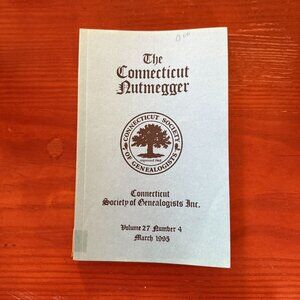 The
Connecticut
Nutmegger
CONNECTICUT SOCIETY
OF GENEALOGISTS
Connecticut
Society of Genealogists Inc.
Volume 27 Number 4
March 1995